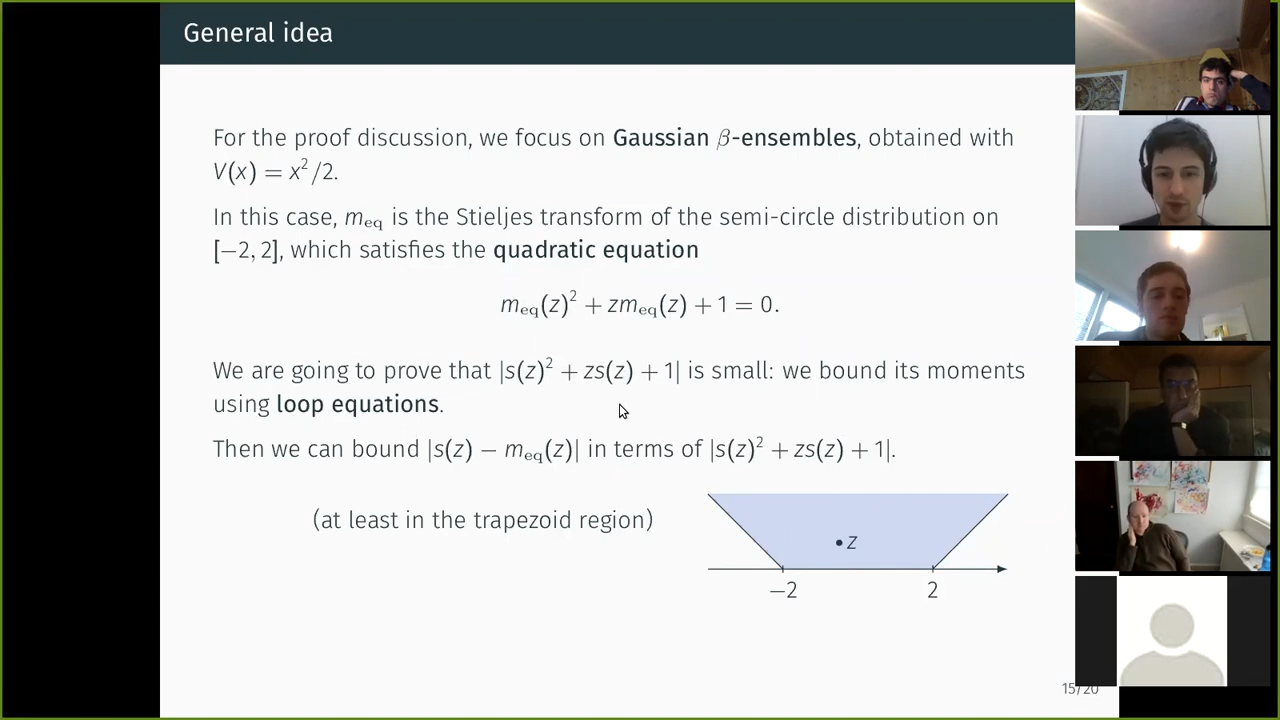 General idea
For the proof discussion, we focus on Gaussian β-ensembles, obtained with
V(x) = x²/2.
In this case, m_eq is the Stieljes transform of the semi-circle distribution on
[−2, 2], which satisfies the quadratic equation
m_eq(z)² + zm_eq(z) + 1 = 0.
We are going to prove that |s(z)² + zs(z) + 1| is small: we bound its moments
using loop equations.
Then we can bound |s(z) − m_eq(z)| in terms of |s(z)² + zs(z) + 1|.
(at least in the trapezoid region)
z
−2 2
15/20